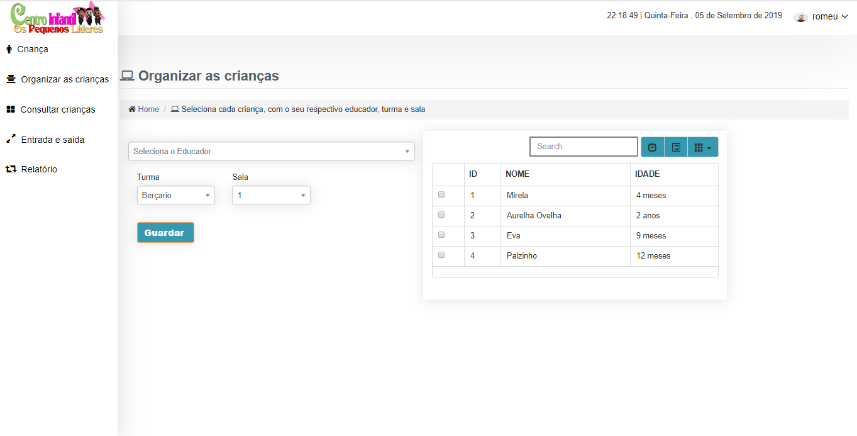 Centro Infantil
Os Pequenos Lideres
22:18:49 | Quinta-Feira , 05 de Setembro de 2019
romeu
Criança
Organizar as crianças
Consultar crianças
Entrada e saida
Relatório
Organizar as crianças
Home / Seleciona cada criança, com o seu respectivo educador, turma e sala
Seleciona o Educador
Turma Sala
Berçario 1
Guardar
Search
ID NOME IDADE
1 Mirela 4 meses
2 Aurelha Ovelha 2 anos
3 Eva 9 meses
4 Paizinho 12 meses